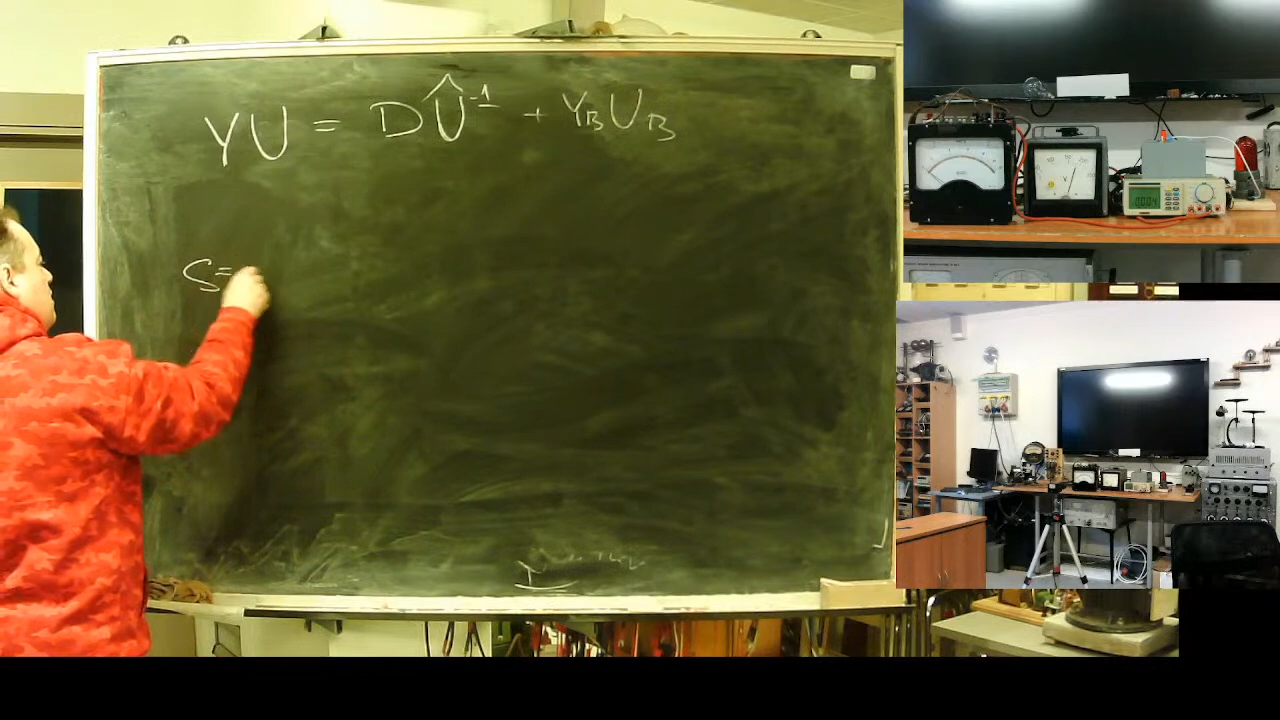 YU = DÛ⁻¹ + Y_B U_B
S=